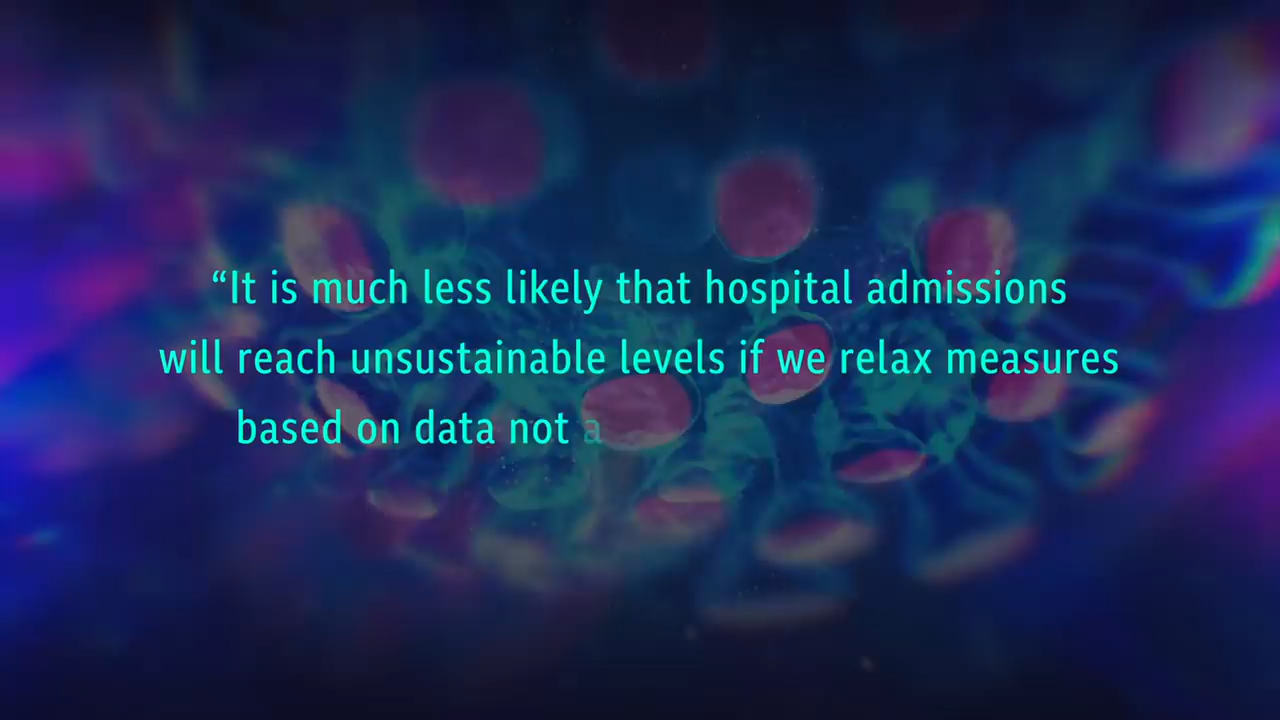 “It is much less likely that hospital admissions
will reach unsustainable levels if we relax measures
based on data not a